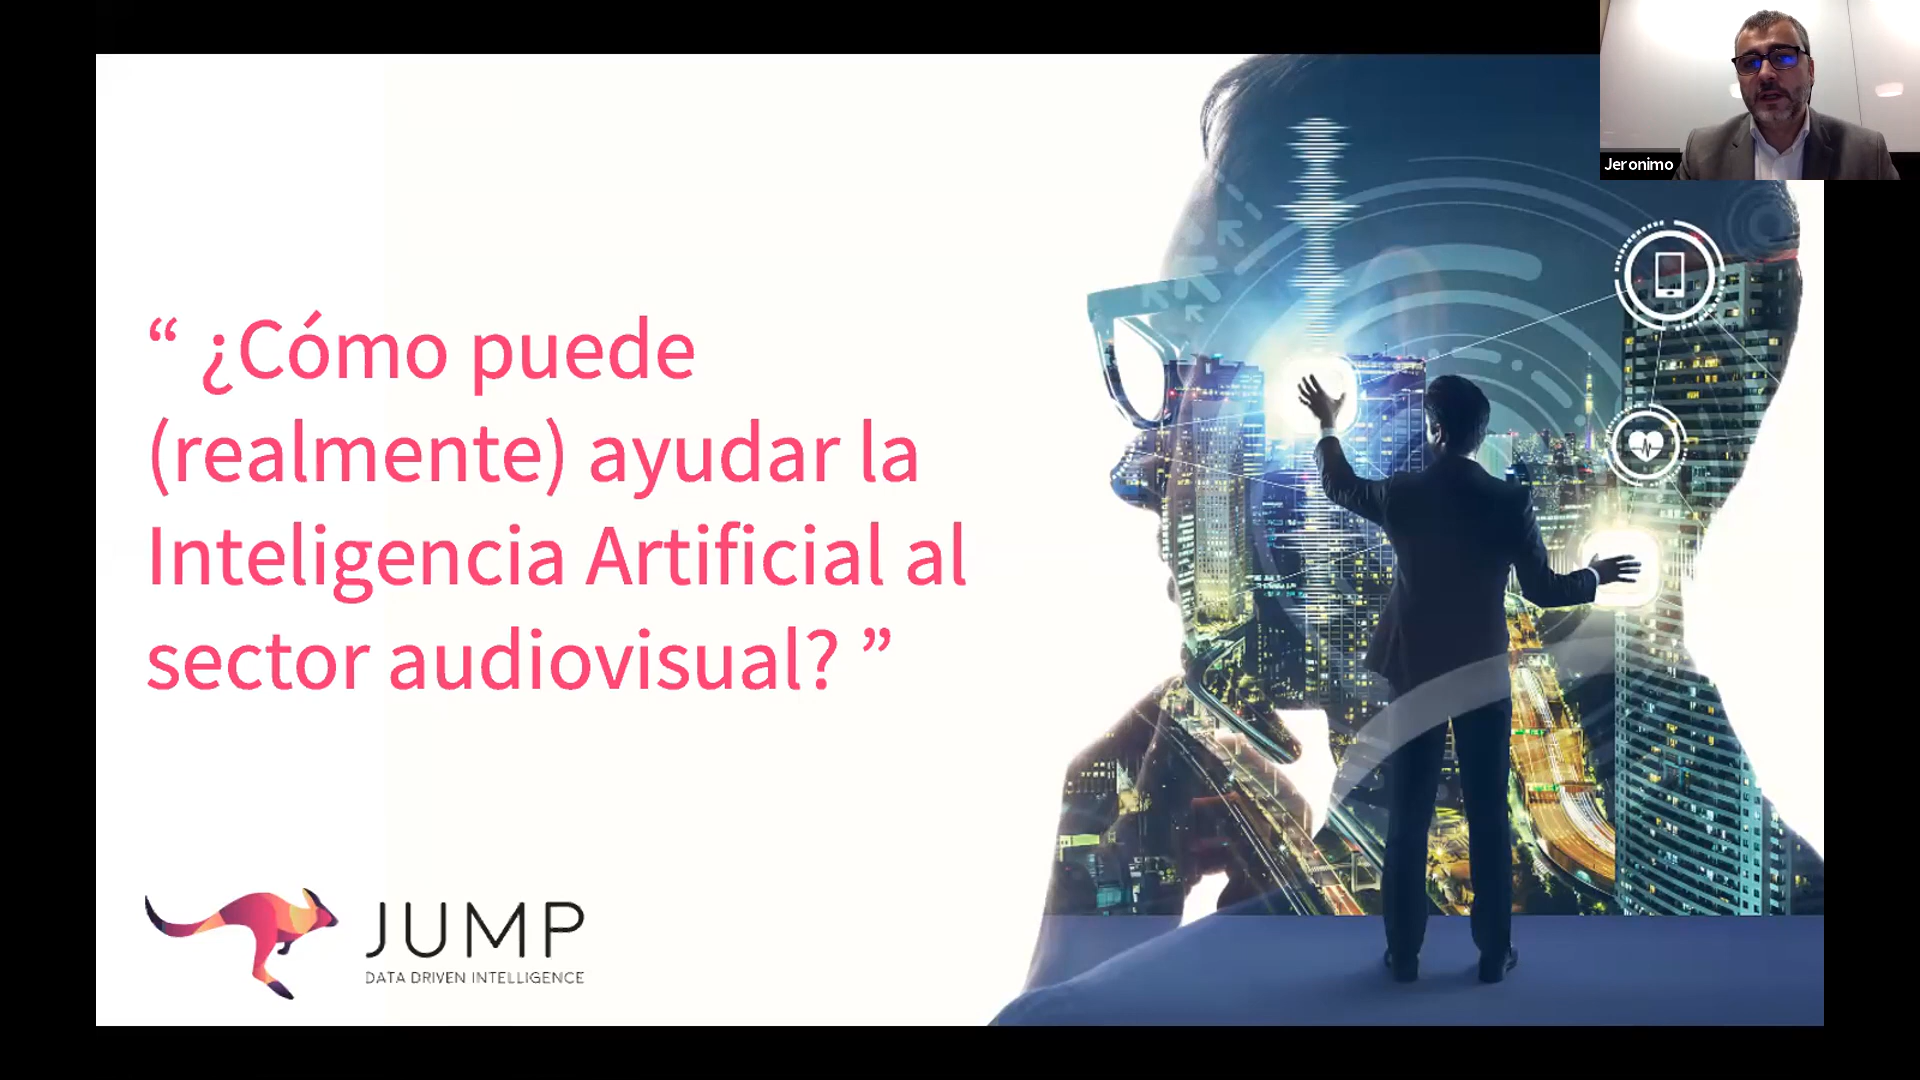 “ ¿Cómo puede
(realmente) ayudar la
Inteligencia Artificial al
sector audiovisual? ”
JUMP
DATA DRIVEN INTELLIGENCE
Jeronimo